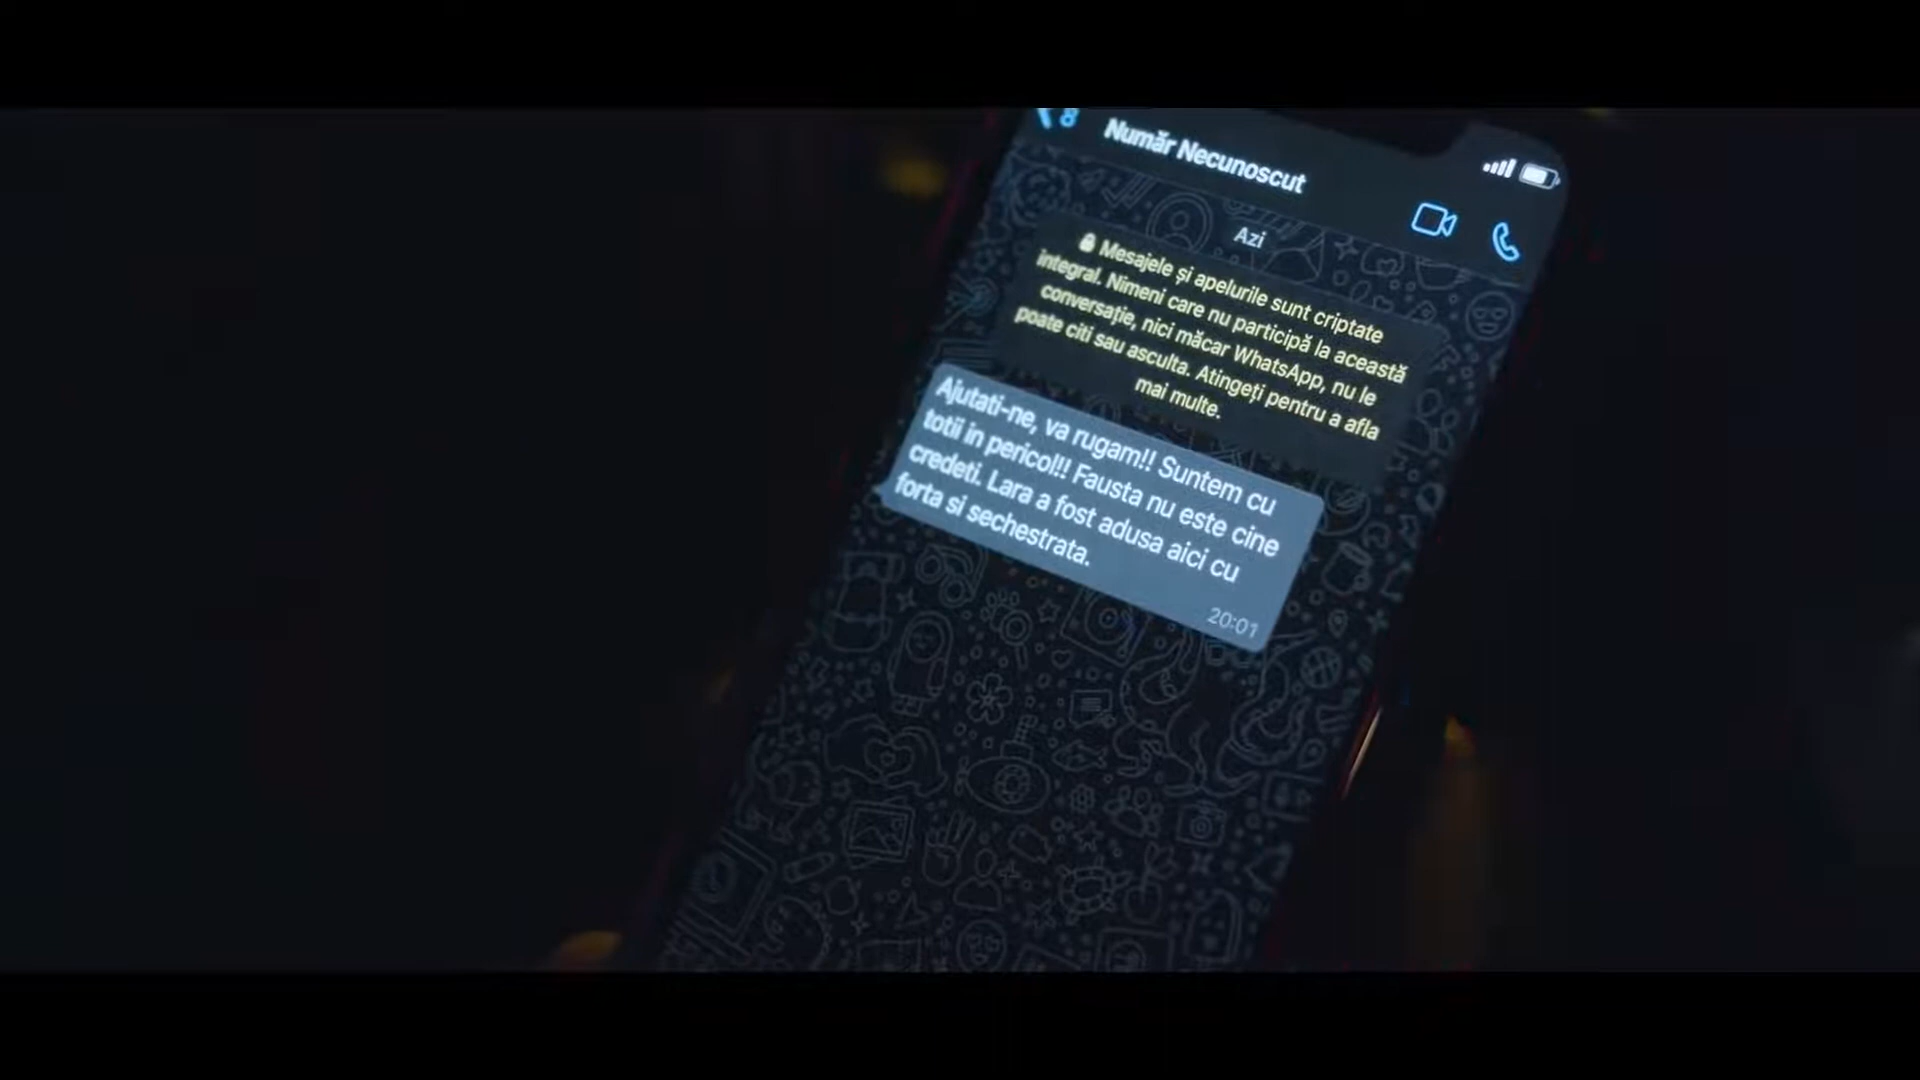 8
Număr Necunoscut
Azi
Mesajele și apelurile sunt criptate
integral. Nimeni care nu participă la această
conversație, nici măcar WhatsApp, nu le
poate citi sau asculta. Atingeți pentru a afla
mai multe.
Ajutati-ne, va rugam!! Suntem cu
totii in pericol!! Fausta nu este cine
credeti. Lara a fost adusa aici cu
forta si sechestrata.
20:01